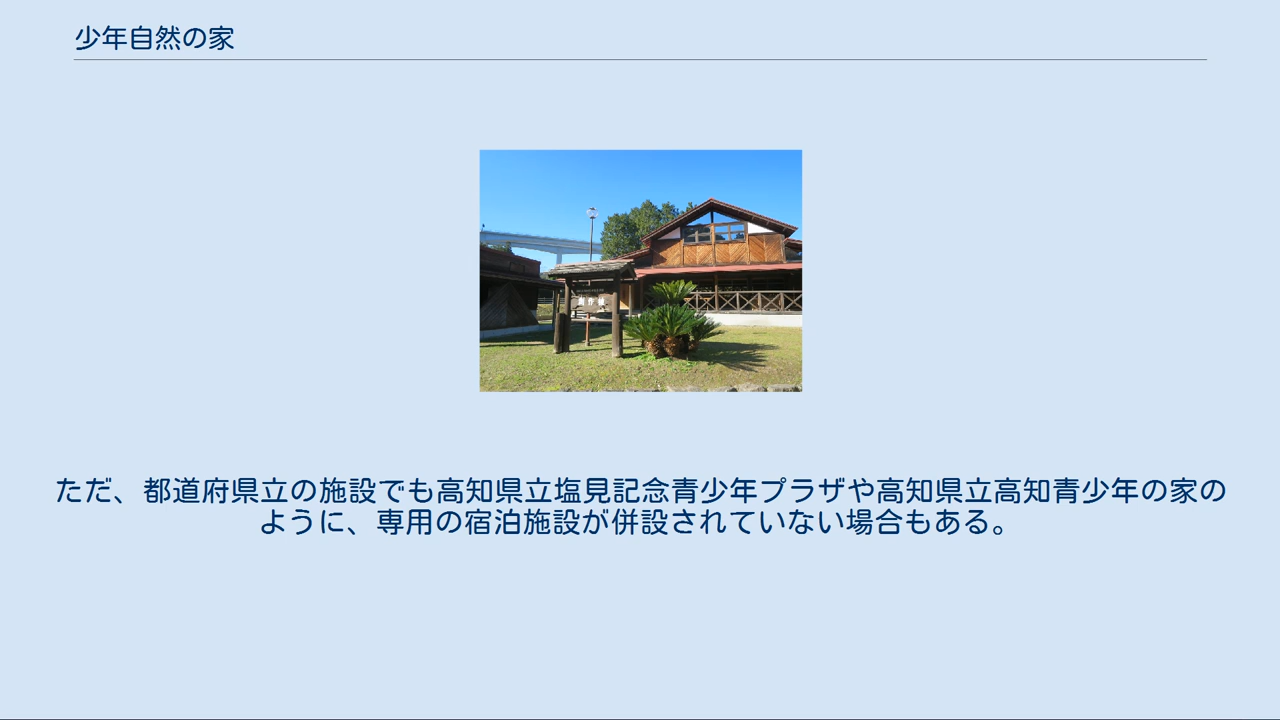 少年自然の家
ただ、都道府県立の施設でも高知県立塩見記念青少年プラザや高知県立高知青少年の家の
ように、専用の宿泊施設が併設されていない場合もある。